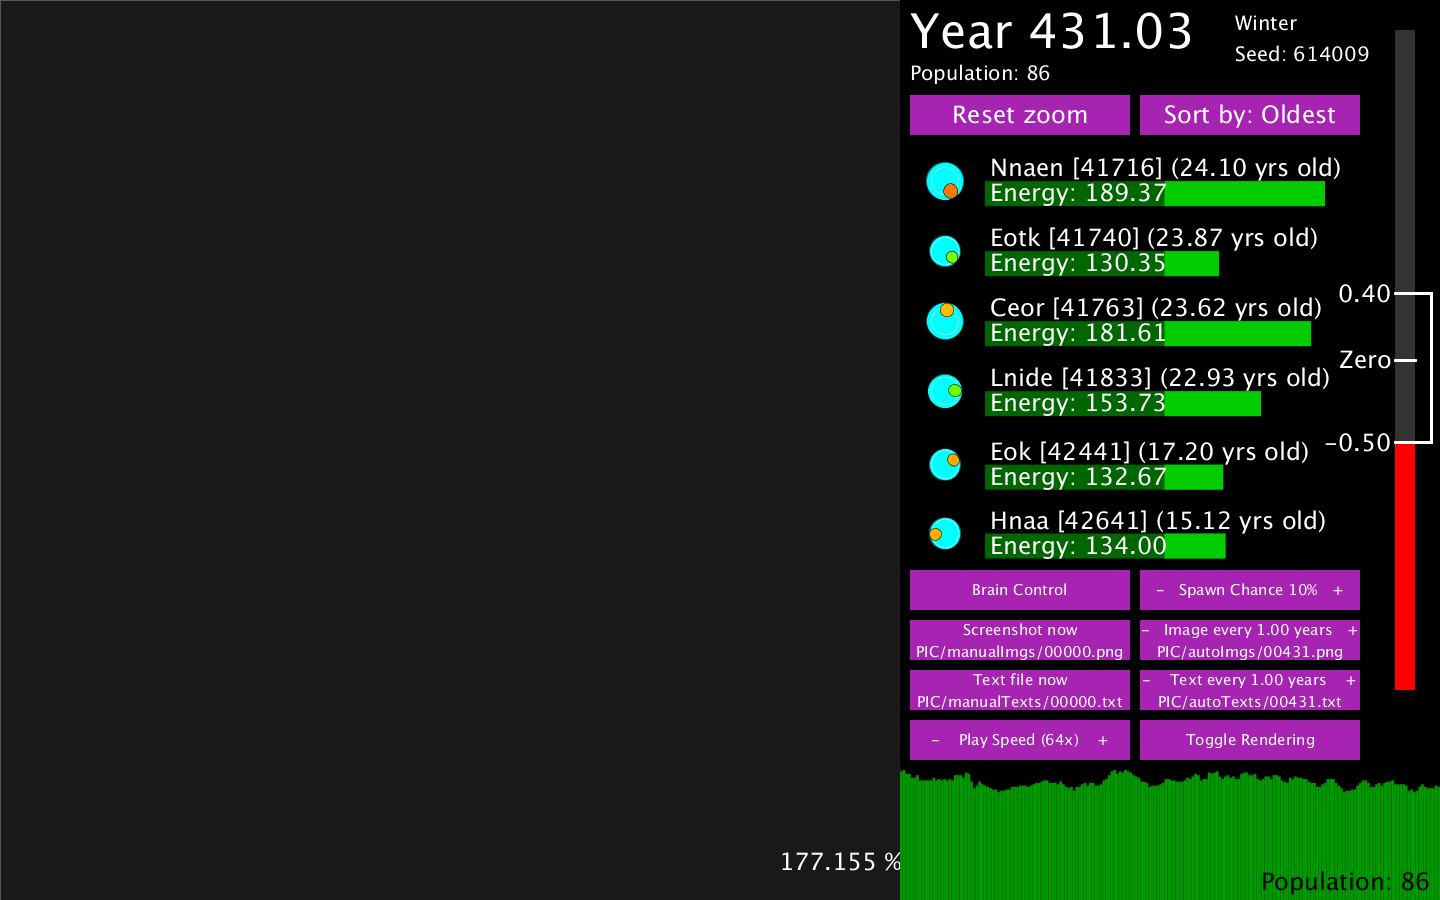 Year 431.03
Winter
Seed: 614009
Population: 86
Reset zoom
Sort by: Oldest
Nnaen [41716] (24.10 yrs old)
Energy: 189.37
Eotk [41740] (23.87 yrs old)
Energy: 130.35
Ceor [41763] (23.62 yrs old)
Energy: 181.61
Lnide [41833] (22.93 yrs old)
Energy: 153.73
Eok [42441] (17.20 yrs old)
Energy: 132.67
Hnaa [42641] (15.12 yrs old)
Energy: 134.00
0.40
Zero
-0.50
Brain Control
- Spawn Chance 10% +
Screenshot now
PIC/manualImgs/00000.png
- Image every 1.00 years +
PIC/autoImgs/00431.png
Text file now
PIC/manualTexts/00000.txt
- Text every 1.00 years +
PIC/autoTexts/00431.txt
- Play Speed (64x) +
Toggle Rendering
177.155 %
Population: 86